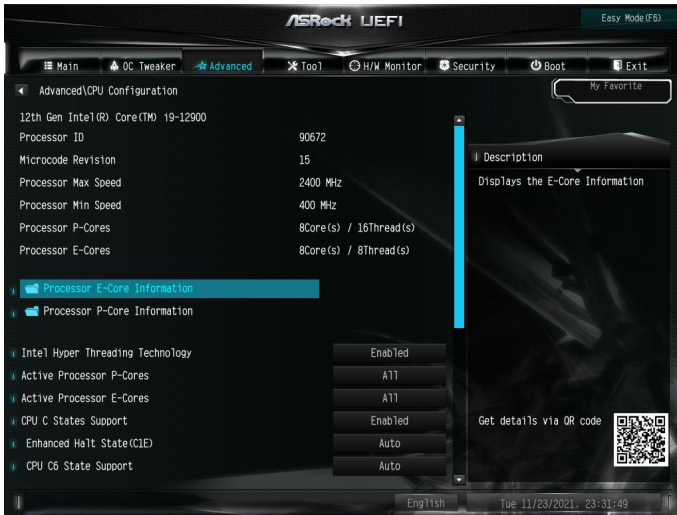 ASRock UEFI
Easy Mode(F6)
Main OC Tweaker Advanced Tool H/W Monitor Security Boot Exit
Advanced\CPU Configuration
My Favorite
12th Gen Intel(R) Core(TM) i9-12900
Processor ID 90672
Microcode Revision 15
Processor Max Speed 2400 MHz
Processor Min Speed 400 MHz
Processor P-Cores 8Core(s) / 16Thread(s)
Processor E-Cores 8Core(s) / 8Thread(s)
Processor E-Core Information
Processor P-Core Information
Intel Hyper Threading Technology Enabled
Active Processor P-Cores All
Active Processor E-Cores All
CPU C States Support Enabled
Enhanced Halt State(C1E) Auto
CPU C6 State Support Auto
Description
Displays the E-Core Information
Get details via QR code
English
Tue 11/23/2021. 23:31:49